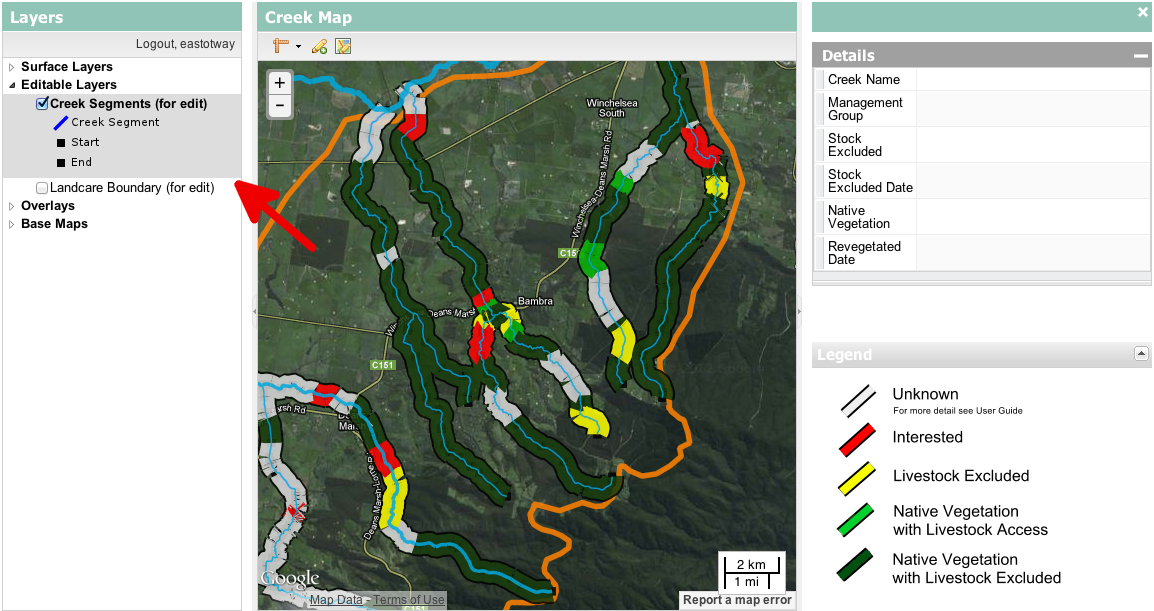 Layers
Logout, eastotway
Surface Layers
Editable Layers
Creek Segments (for edit)
Creek Segment
Start
End
Landcare Boundary (for edit)
Overlays
Base Maps
Creek Map
+
−
Winchelsea
South
Winchelsea-Deans Marsh Rd
C15
Bambra
Deans Marsh
Win
C151
rsh Rd
Mar
Deans Marsh-Lorne R
2 km
1 mi
Google
Map Data - Terms of Use
C151
Report a map error
Details
Creek Name
Management
Group
Stock
Excluded
Stock
Excluded Date
Native
Vegetation
Revegetated
Date
Legend
Unknown
For more detail see User Guide
Interested
Livestock Excluded
Native Vegetation
with Livestock Access
Native Vegetation
with Livestock Excluded